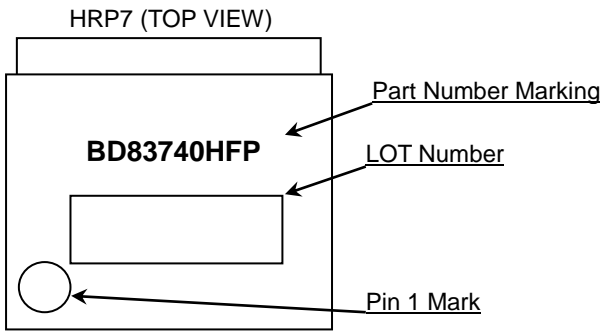 HRP7 (TOP VIEW)
Part Number Marking
BD83740HFP
LOT Number
Pin 1 Mark